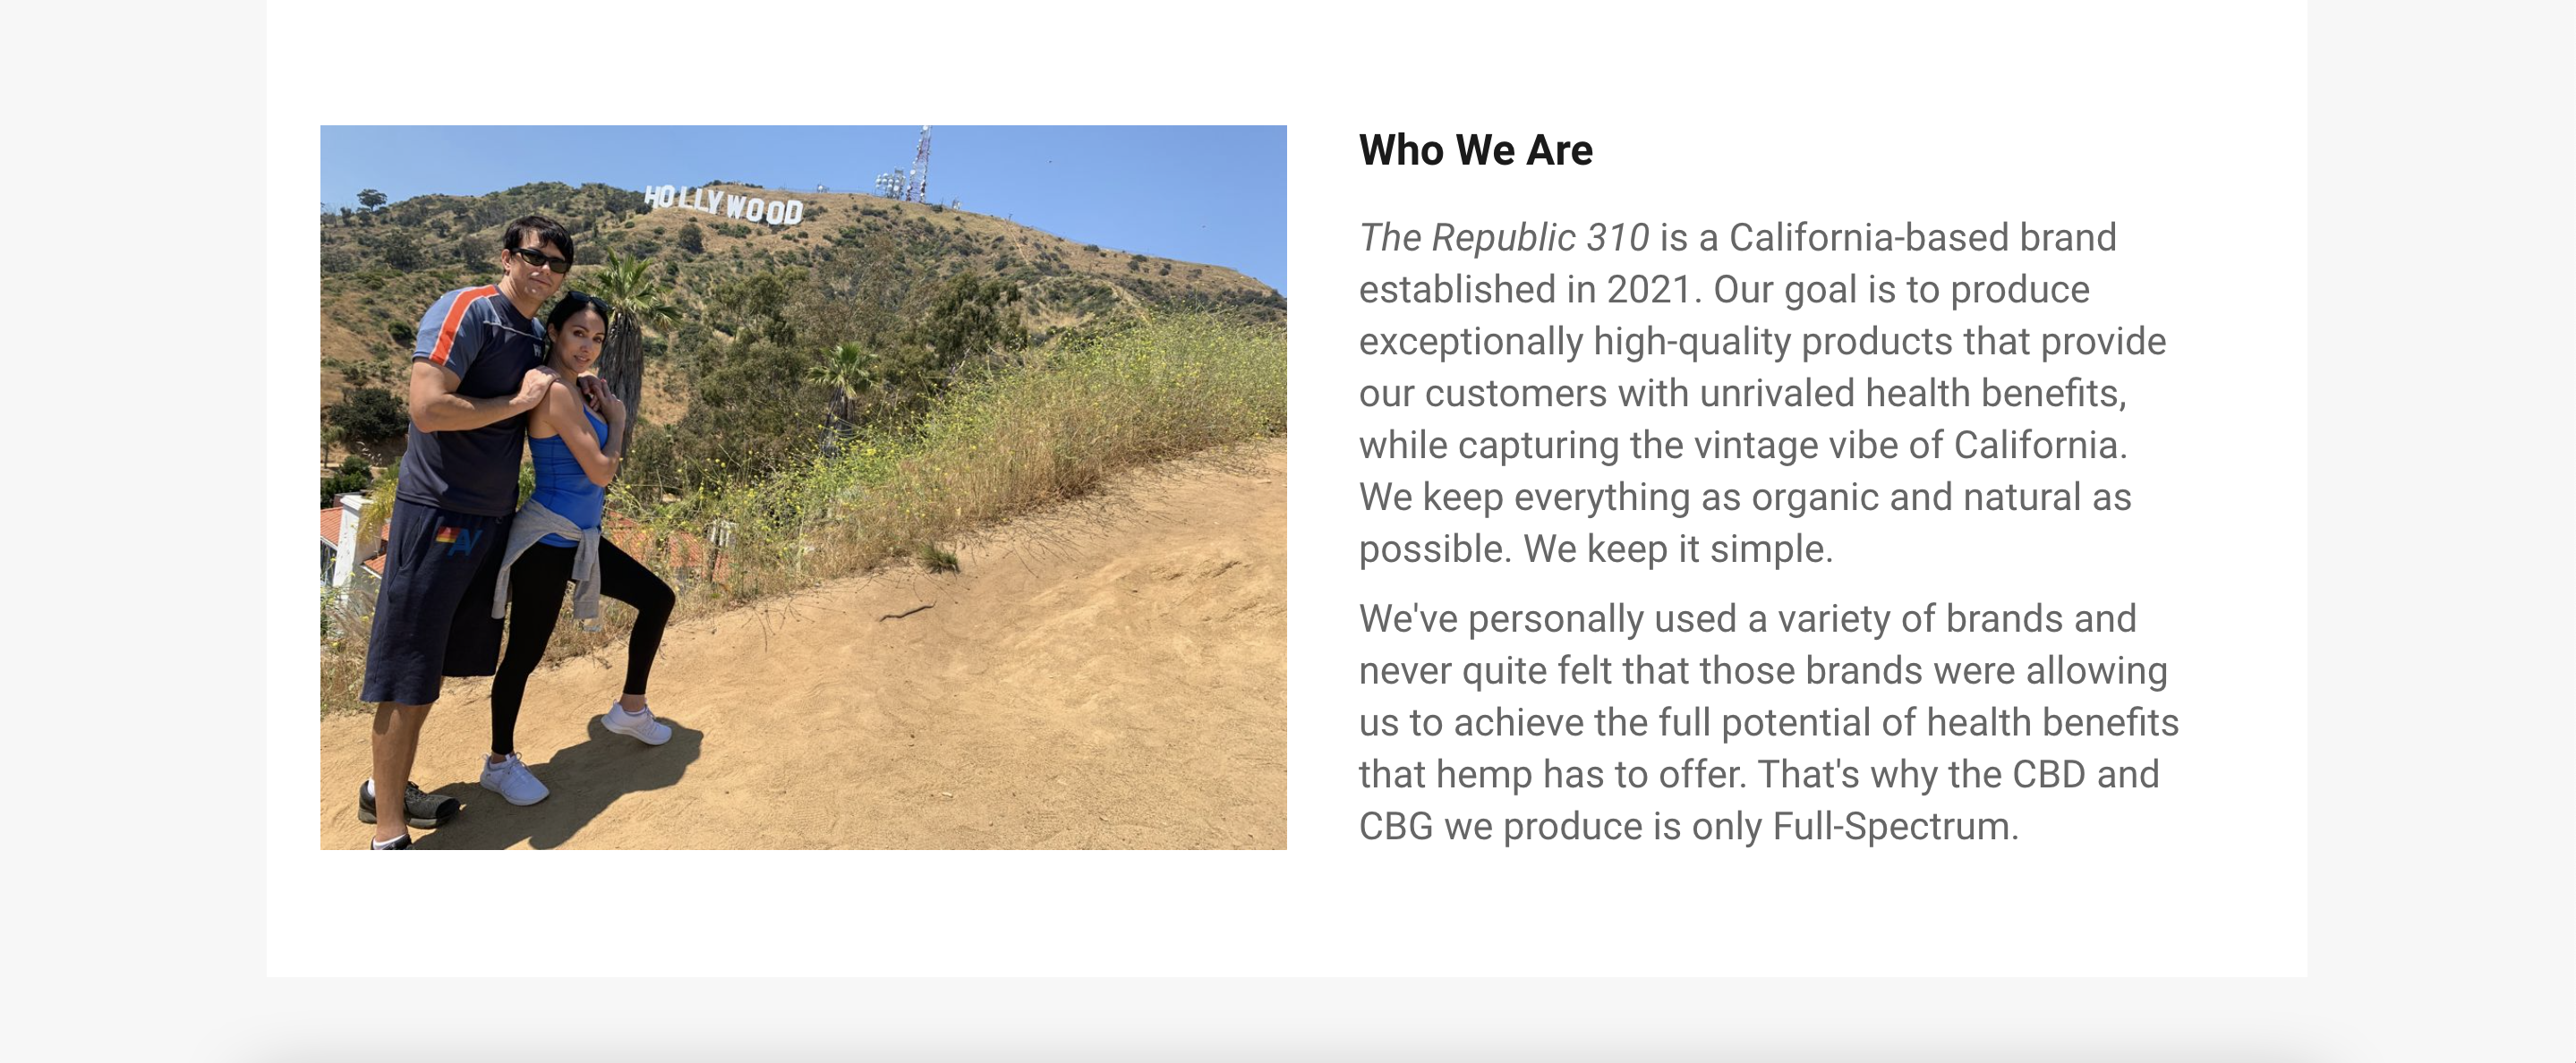 HOLLYWOOD
Who We Are
The Republic 310 is a California-based brand
established in 2021. Our goal is to produce
exceptionally high-quality products that provide
our customers with unrivaled health benefits,
while capturing the vintage vibe of California.
We keep everything as organic and natural as
possible. We keep it simple.
We've personally used a variety of brands and
never quite felt that those brands were allowing
us to achieve the full potential of health benefits
that hemp has to offer. That's why the CBD and
CBG we produce is only Full-Spectrum.